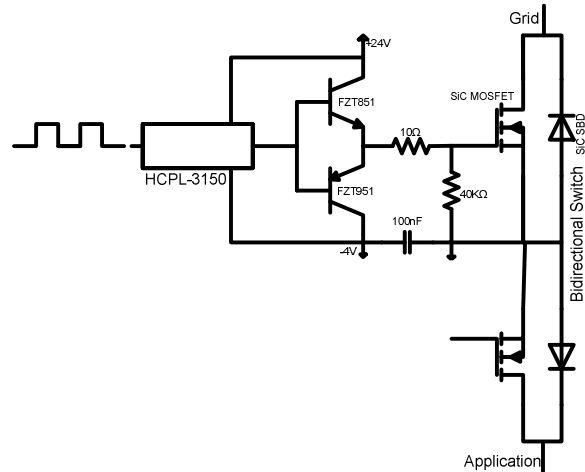 Grid
+24V
FZT851
SiC MOSFET
10Ω
SiC SBD
HCPL-3150
FZT951
40KΩ
100nF
-4V
Bidirectional Switch
Application